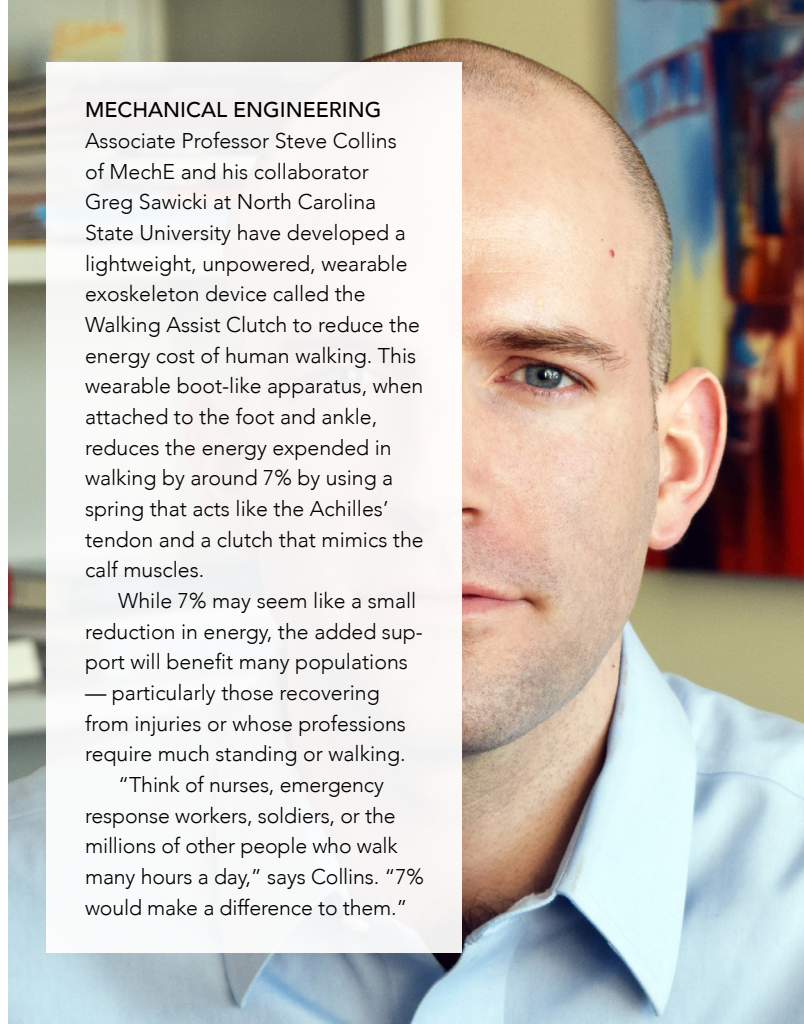 MECHANICAL ENGINEERING
Associate Professor Steve Collins
of MechE and his collaborator
Greg Sawicki at North Carolina
State University have developed a
lightweight, unpowered, wearable
exoskeleton device called the
Walking Assist Clutch to reduce the
energy cost of human walking. This
wearable boot-like apparatus, when
attached to the foot and ankle,
reduces the energy expended in
walking by around 7% by using a
spring that acts like the Achilles’
tendon and a clutch that mimics the
calf muscles.
While 7% may seem like a small
reduction in energy, the added sup-
port will benefit many populations
— particularly those recovering
from injuries or whose professions
require much standing or walking.
“Think of nurses, emergency
response workers, soldiers, or the
millions of other people who walk
many hours a day,” says Collins. “7%
would make a difference to them.”